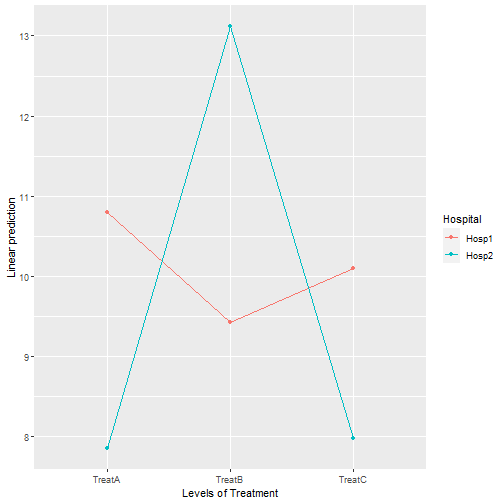 13
12
11
10
9
8
Linear prediction
TreatA
TreatB
TreatC
Levels of Treatment
Hospital
Hosp1
Hosp2